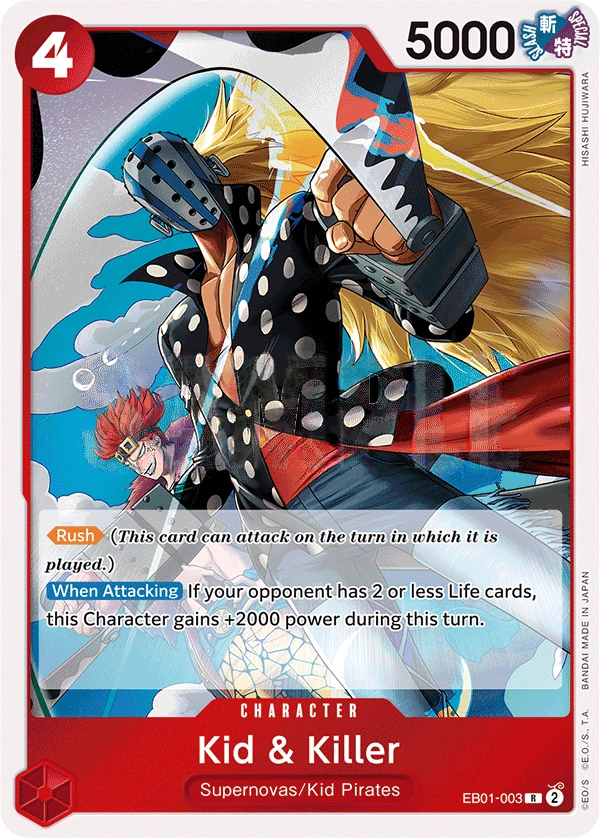 4
5000
斬
SLASH
特
SPECIAL
HISASHI HUJIWARA
SAMPLE
Rush (This card can attack on the turn in which it is
played.)
When Attacking If your opponent has 2 or less Life cards,
this Character gains +2000 power during this turn.
CHARACTER
Kid & Killer
Supernovas/Kid Pirates
EB01-003 R 2
©EO/S ©E.O./S., T.A. BANDAI MADE IN JAPAN